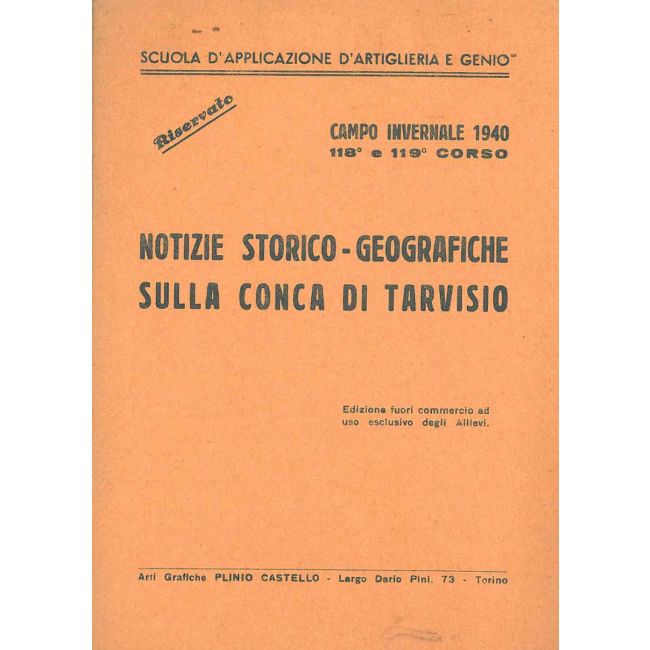 SCUOLA D'APPLICAZIONE D'ARTIGLIERIA E GENIO
Riservato
CAMPO INVERNALE 1940
118° e 119° CORSO
NOTIZIE STORICO-GEOGRAFICHE
SULLA CONCA DI TARVISIO
Edizione fuori commercio ad
uso esclusivo degli Allievi.
Arti Grafiche PLINIO CASTELLO - Largo Dario Pini, 73 - Torino